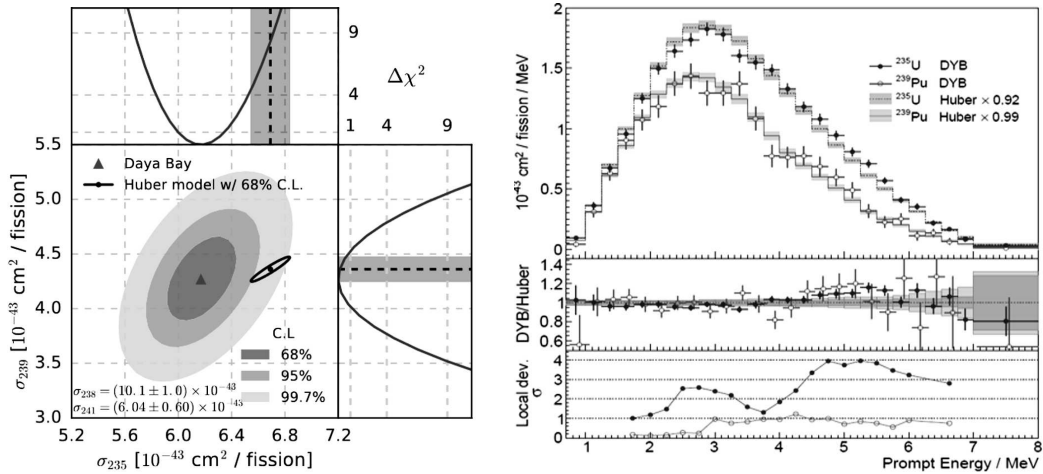 9
4
1
Δχ²
1 4 9
5.5
5.0
4.5
4.0
3.5
3.0
σ₂₃₉ [10⁻⁴³ cm² / fission]
Daya Bay
Huber model w/ 68% C.L.
C.L
68%
95%
99.7%
σ₂₃₈ = (10.1 ± 1.0) × 10⁻⁴³
σ₂₄₁ = (6.04 ± 0.60) × 10⁻⁴³
5.2 5.6 6.0 6.4 6.8 7.2
σ₂₃₅ [10⁻⁴³ cm² / fission]
2
1.5
1
0.5
0
10⁻⁴³ cm² / fission / MeV
²³⁵U DYB
²³⁹Pu DYB
²³⁵U Huber × 0.92
²³⁹Pu Huber × 0.99
1.4
1.2
1.0
0.8
0.6
DYB/Huber
4
3
2
1
0
Local dev.
σ
1 2 3 4 5 6 7 8
Prompt Energy / MeV